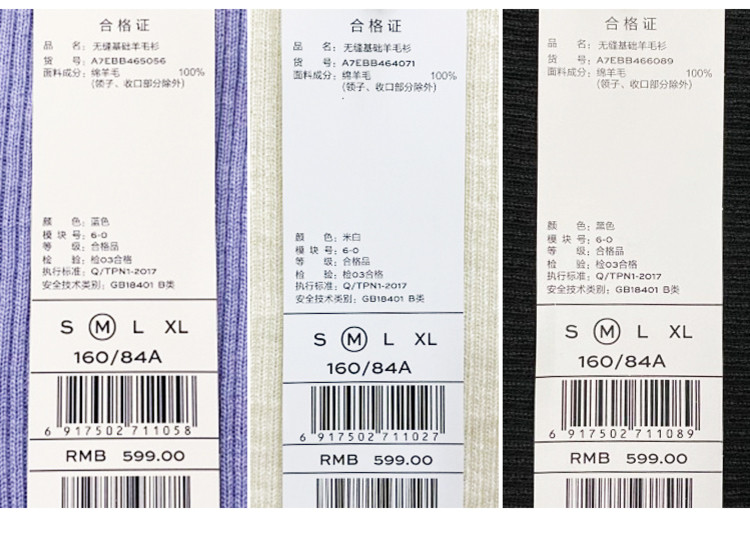 合格证
品 名：无缝基础羊毛衫
货 号：A7EBB465056
面料成分：绵羊毛 100%
(领子、收口部分除外)
颜 色：蓝色
模 块 号：6-0
等 级：合格品
检 验：检03合格
执行标准：Q/TPN1-2017
安全技术类别：GB18401 B类
S M L XL
160/84A
6 917502 711058
RMB 599.00
合格证
品 名：无缝基础羊毛衫
货 号：A7EBB464071
面料成分：绵羊毛 100%
(领子、收口部分除外)
颜 色：米白
模 块 号：6-0
等 级：合格品
检 验：检03合格
执行标准：Q/TPN1-2017
安全技术类别：GB18401 B类
S M L XL
160/84A
6 917502 711027
RMB 599.00
合格证
品 名：无缝基础羊毛衫
货 号：A7EBB466089
面料成分：绵羊毛 100%
(领子、收口部分除外)
颜 色：黑色
模 块 号：6-0
等 级：合格品
检 验：检03合格
执行标准：Q/TPN1-2017
安全技术类别：GB18401 B类
S M L XL
160/84A
6 917502 711089
RMB 599.00